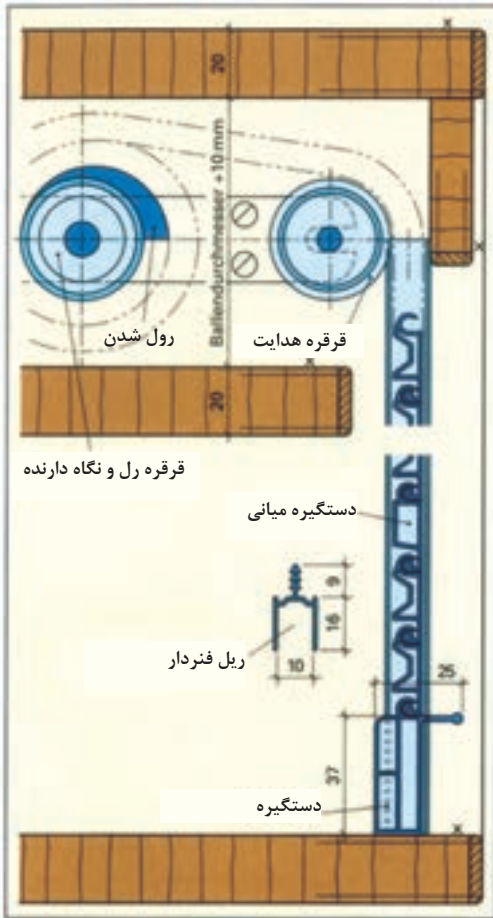 20
Ballendurchmesser +10 mm
رول شدن
قرقره هدایت
20
قرقره رل و نگاه دارنده
دستگیره میانی
9
16
ریل فنردار
10
25
37
دستگیره